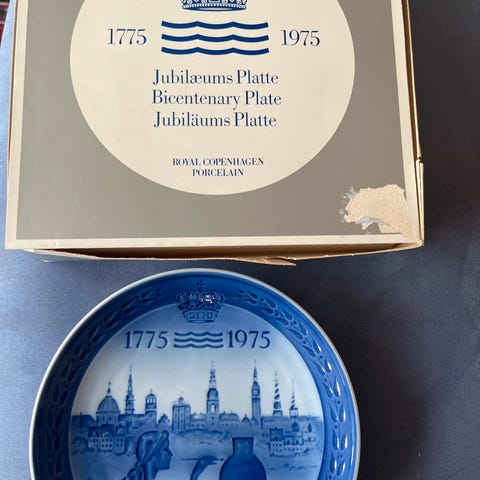 1775 1975
Jubilæums Platte
Bicentenary Plate
Jubiläums Platte
ROYAL COPENHAGEN
PORCELAIN
1775 1975